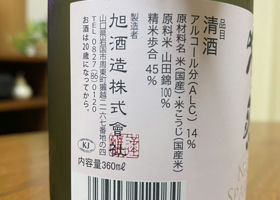 品目
清酒
アルコール分(ALC.) 14%
原材料名 米(国産)・米こうじ(国産米)
原料米 山田錦100%
精米歩合 45%
製造者
旭酒造株式會社
山口県岩国市周東町獺越二一六七番地の四
TEL 0827(86)0120
お酒は20歳になってから。
KJ
内容量360ml